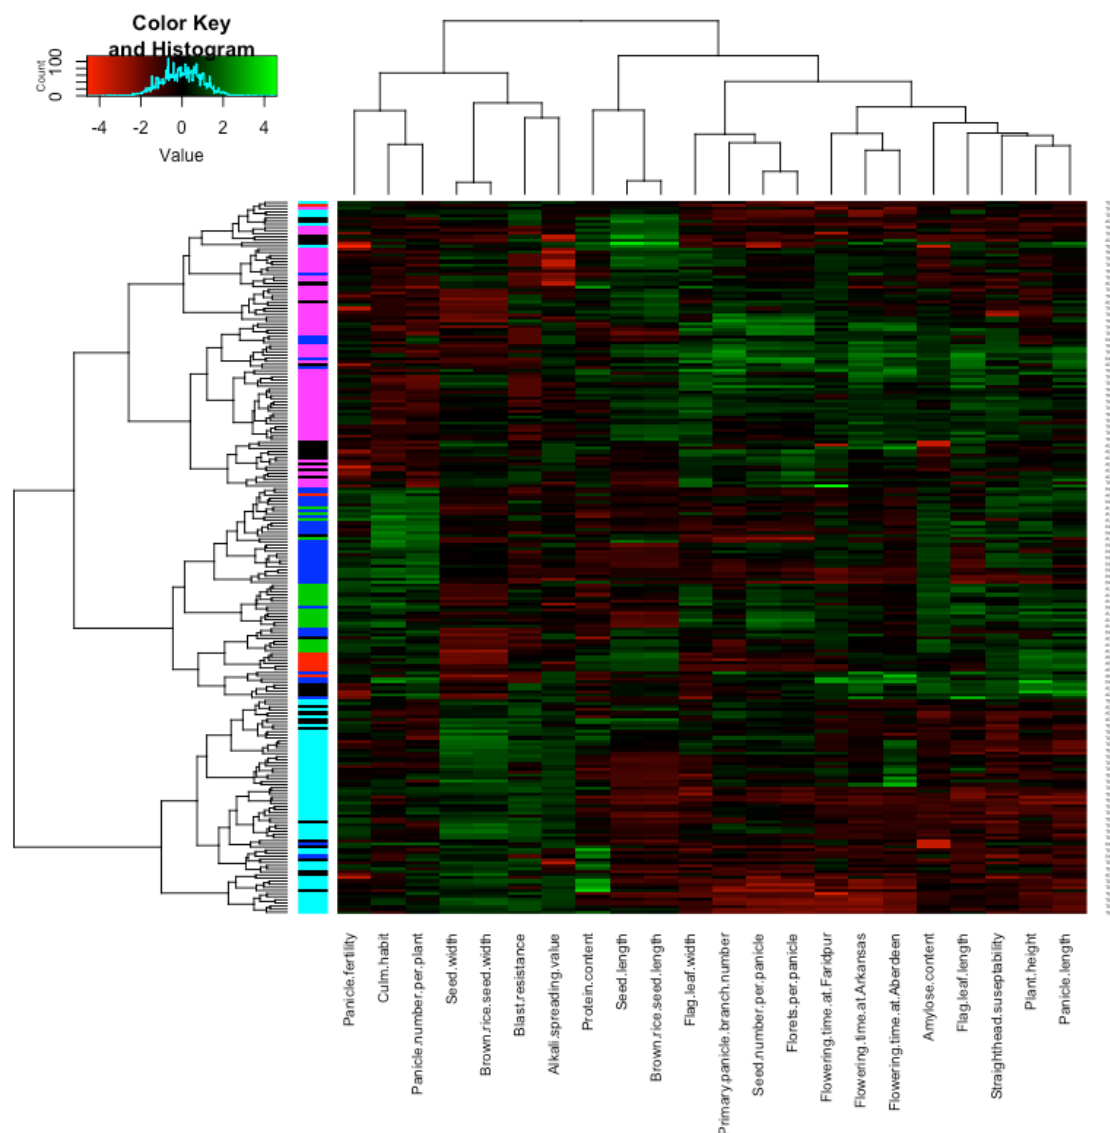 Color Key
and Histogram
Count
0
100
-4 -2 0 2 4
Value
Panicle.fertility
Culm.habit
Panicle.number.per.plant
Seed.width
Brown.rice.seed.width
Blast.resistance
Alkali.spreading.value
Protein.content
Seed.length
Brown.rice.seed.length
Flag.leaf.width
Primary.panicle.branch.number
Seed.number.per.panicle
Florets.per.panicle
Flowering.time.at.Faridpur
Flowering.time.at.Arkansas
Flowering.time.at.Aberdeen
Amylose.content
Flag.leaf.length
Straighthead.suseptability
Plant.height
Panicle.length